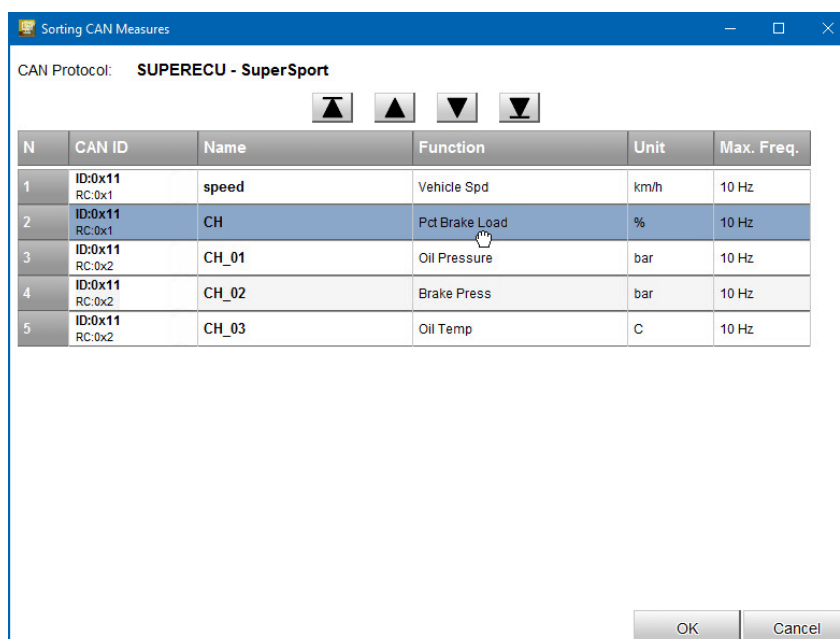 Sorting CAN Measures
CAN Protocol: SUPERECU - SuperSport
N CAN ID Name Function Unit Max. Freq.
1 ID:0x11 RC:0x1 speed Vehicle Spd km/h 10 Hz
2 ID:0x11 RC:0x1 CH Pct Brake Load % 10 Hz
3 ID:0x11 RC:0x2 CH_01 Oil Pressure bar 10 Hz
4 ID:0x11 RC:0x2 CH_02 Brake Press bar 10 Hz
5 ID:0x11 RC:0x2 CH_03 Oil Temp C 10 Hz
OK Cancel